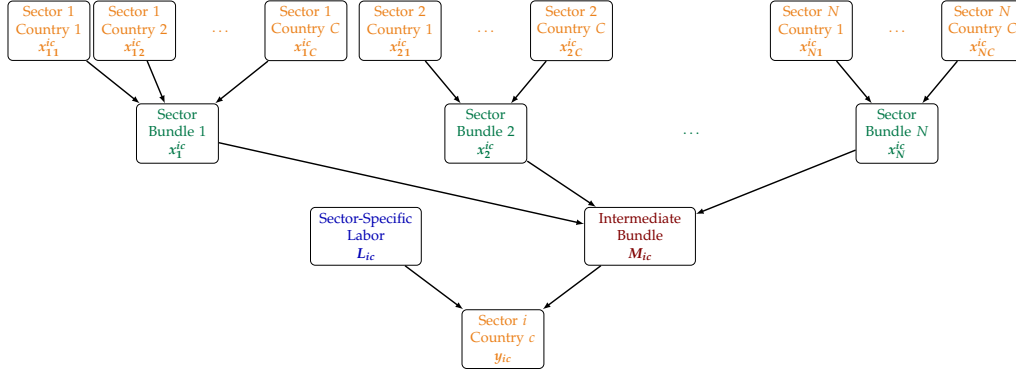 Sector 1
Country 1
x_{11}^{ic}
Sector 1
Country 2
x_{12}^{ic}
...
Sector 1
Country C
x_{1C}^{ic}
Sector 2
Country 1
x_{21}^{ic}
...
Sector 2
Country C
x_{2C}^{ic}
Sector N
Country 1
x_{N1}^{ic}
...
Sector N
Country C
x_{NC}^{ic}
Sector
Bundle 1
x_1^{ic}
Sector
Bundle 2
x_2^{ic}
...
Sector
Bundle N
x_N^{ic}
Sector-Specific
Labor
L_{ic}
Intermediate
Bundle
M_{ic}
Sector i
Country c
y_{ic}